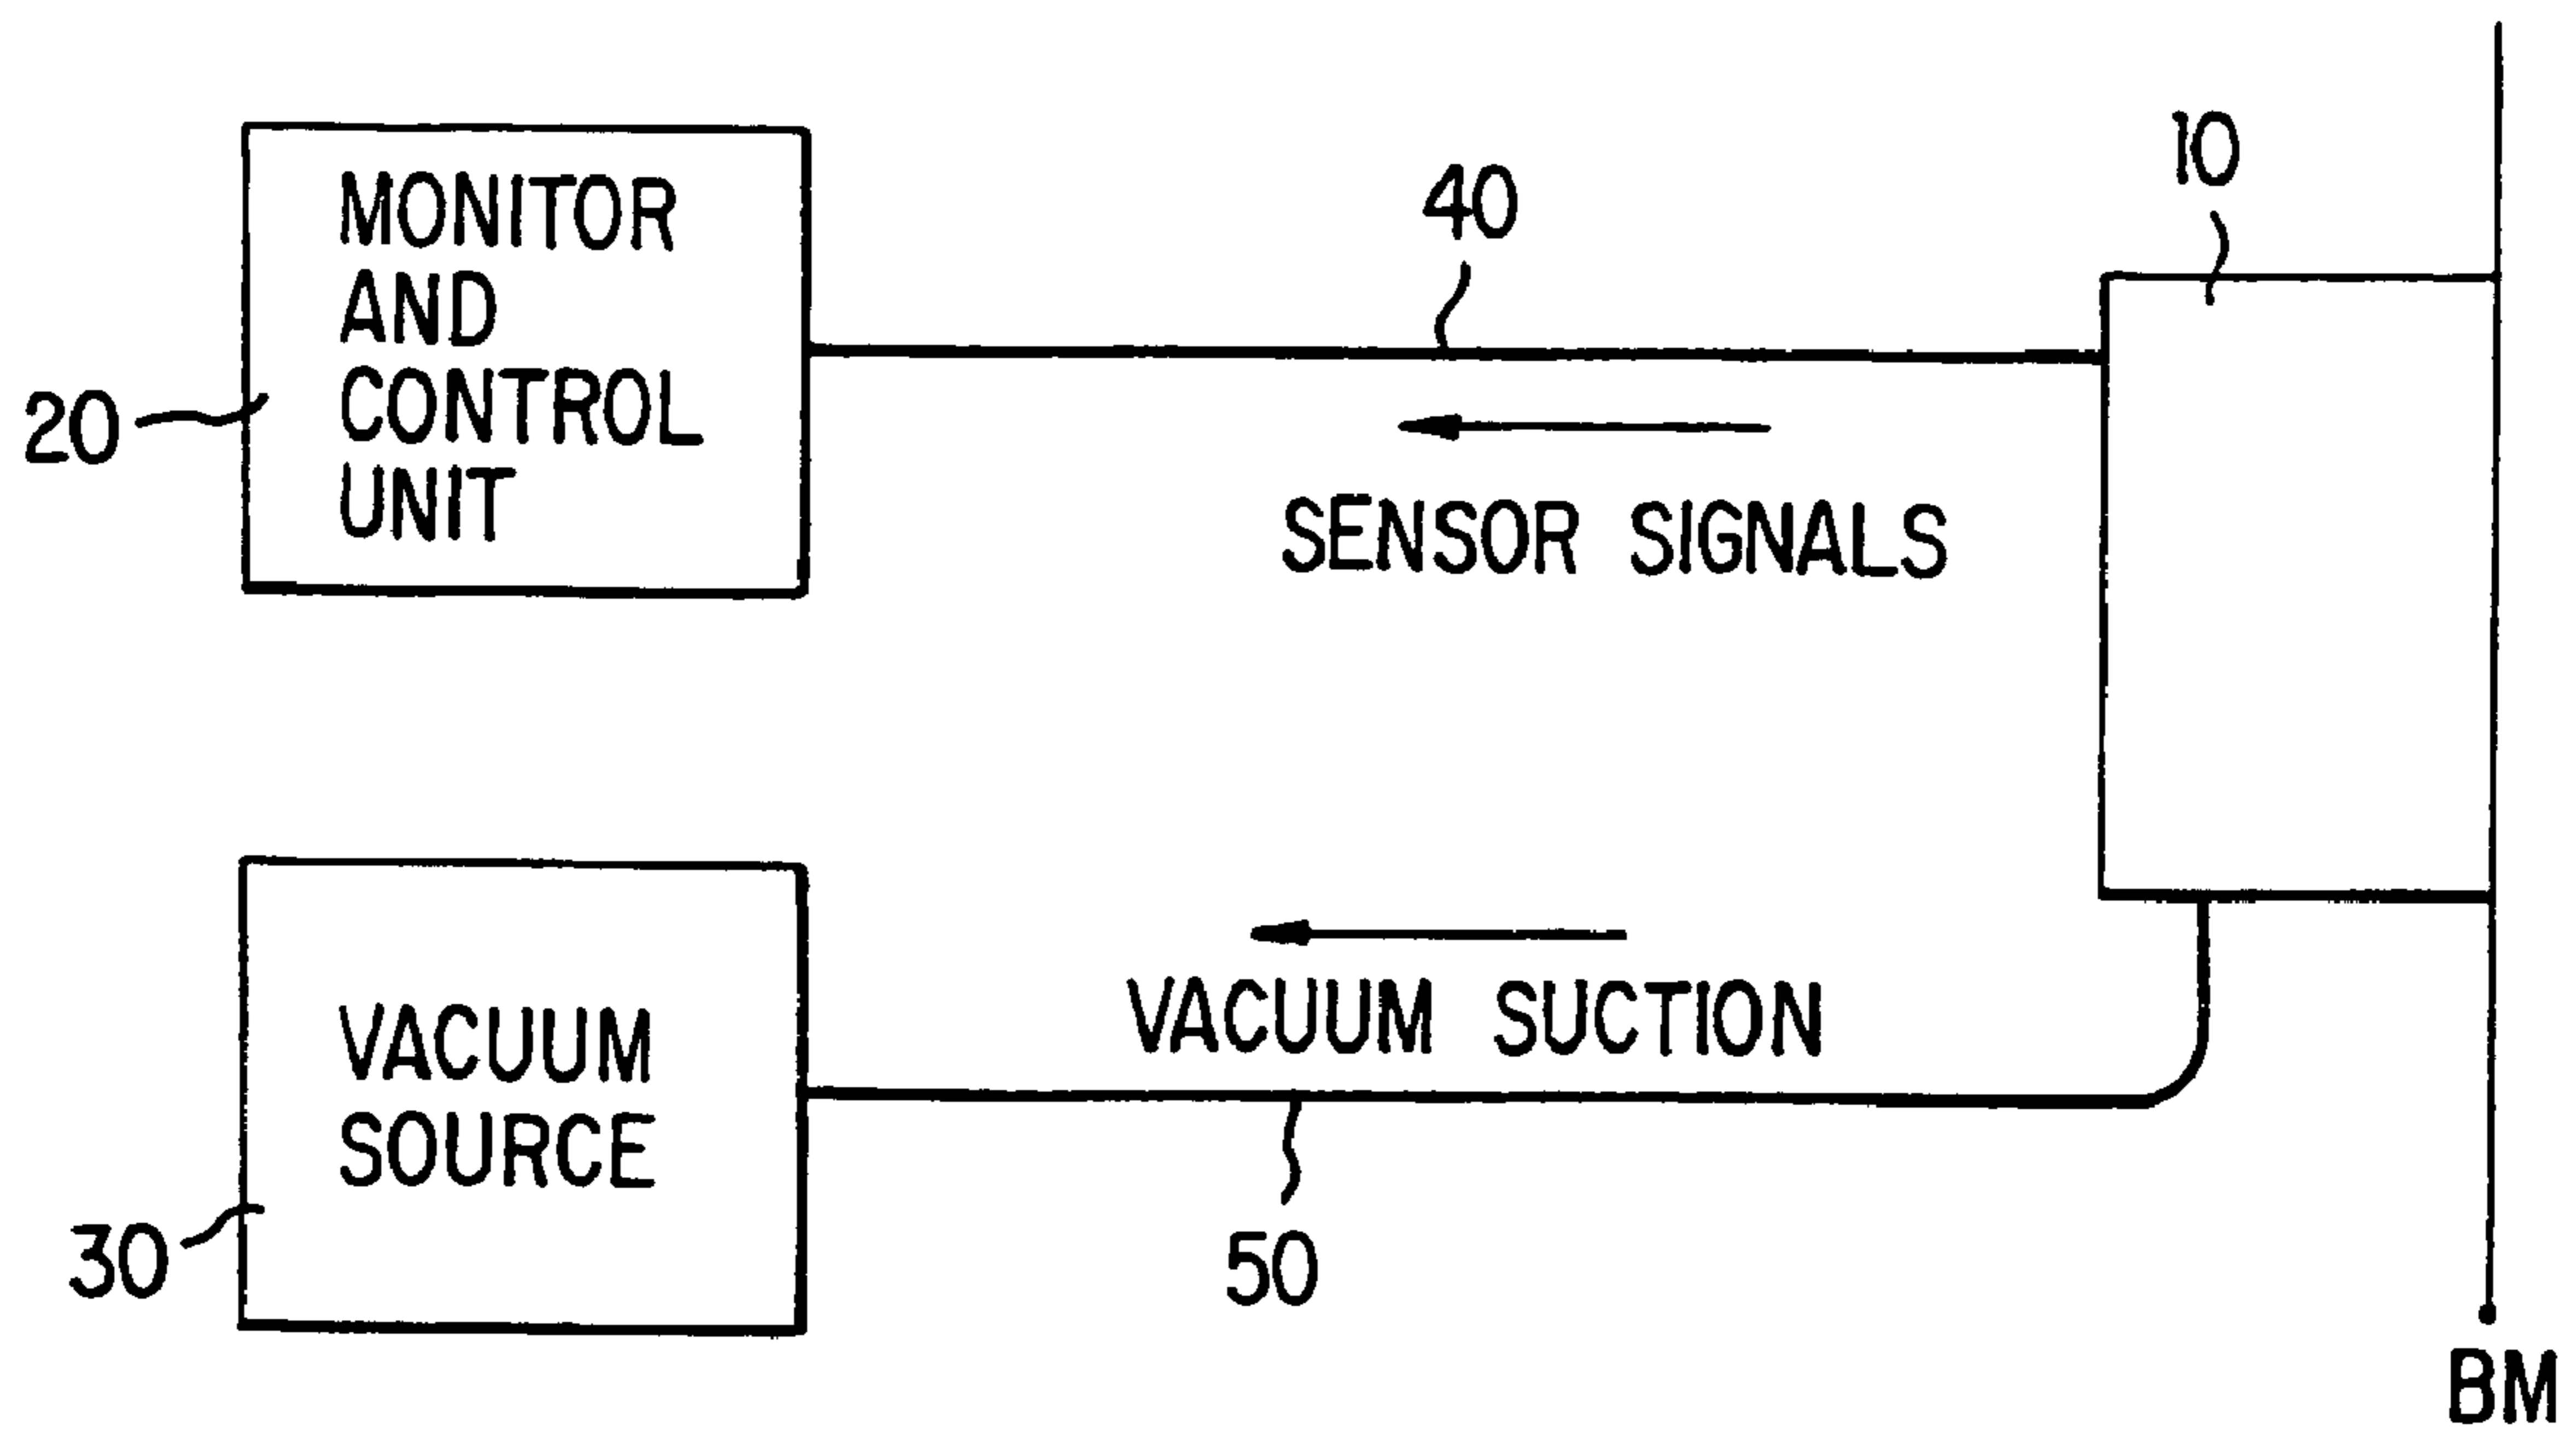 10
40
MONITOR
AND
CONTROL
UNIT
20
SENSOR SIGNALS
VACUUM SUCTION
VACUUM
SOURCE
30
50
BM